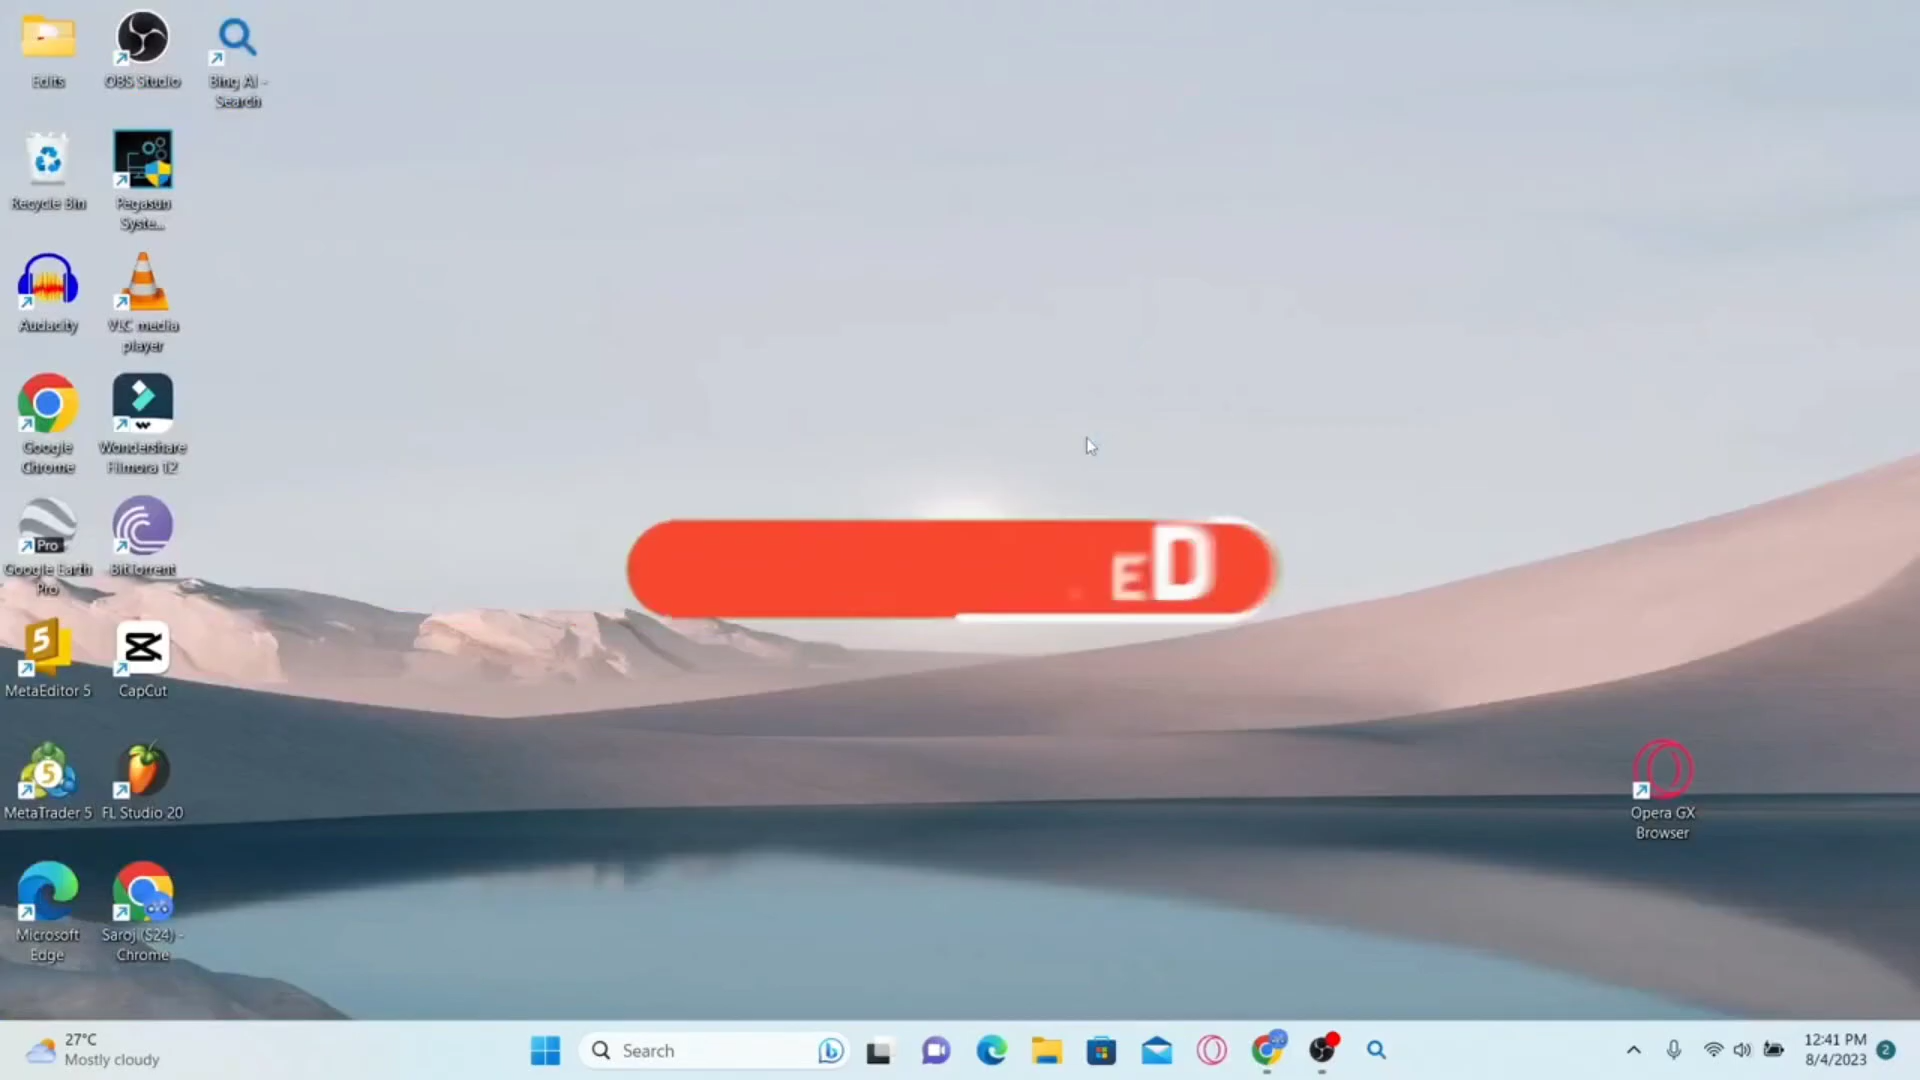 Edits
OBS Studio
Bing AI -
Search
Recycle Bin
Pegasun
Syste...
Audacity
VLC media
player
Google
Chrome
Wondershare
Filmora 12
Pro
Google Earth
Pro
BitTorrent
ED
5
MetaEditor 5
CapCut
5
MetaTrader 5
FL Studio 20
Opera GX
Browser
Microsoft
Edge
Saroj (S24) -
Chrome
27°C
Mostly cloudy
Search
12:41 PM
8/4/2023
2